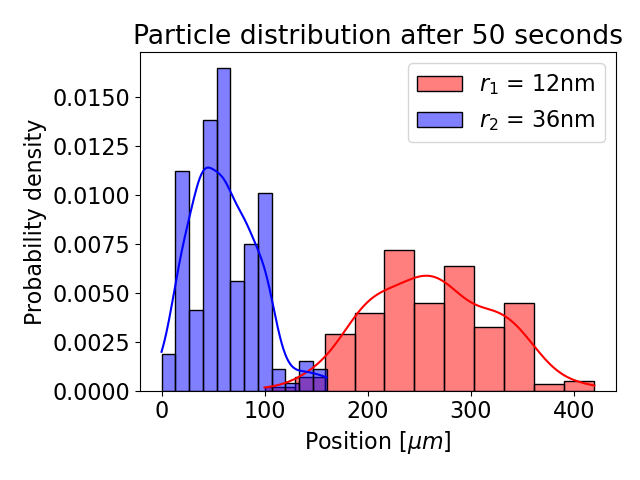 Particle distribution after 50 seconds
r₁ = 12nm
r₂ = 36nm
Probability density
0.0150
0.0125
0.0100
0.0075
0.0050
0.0025
0.0000
0 100 200 300 400
Position [μm]